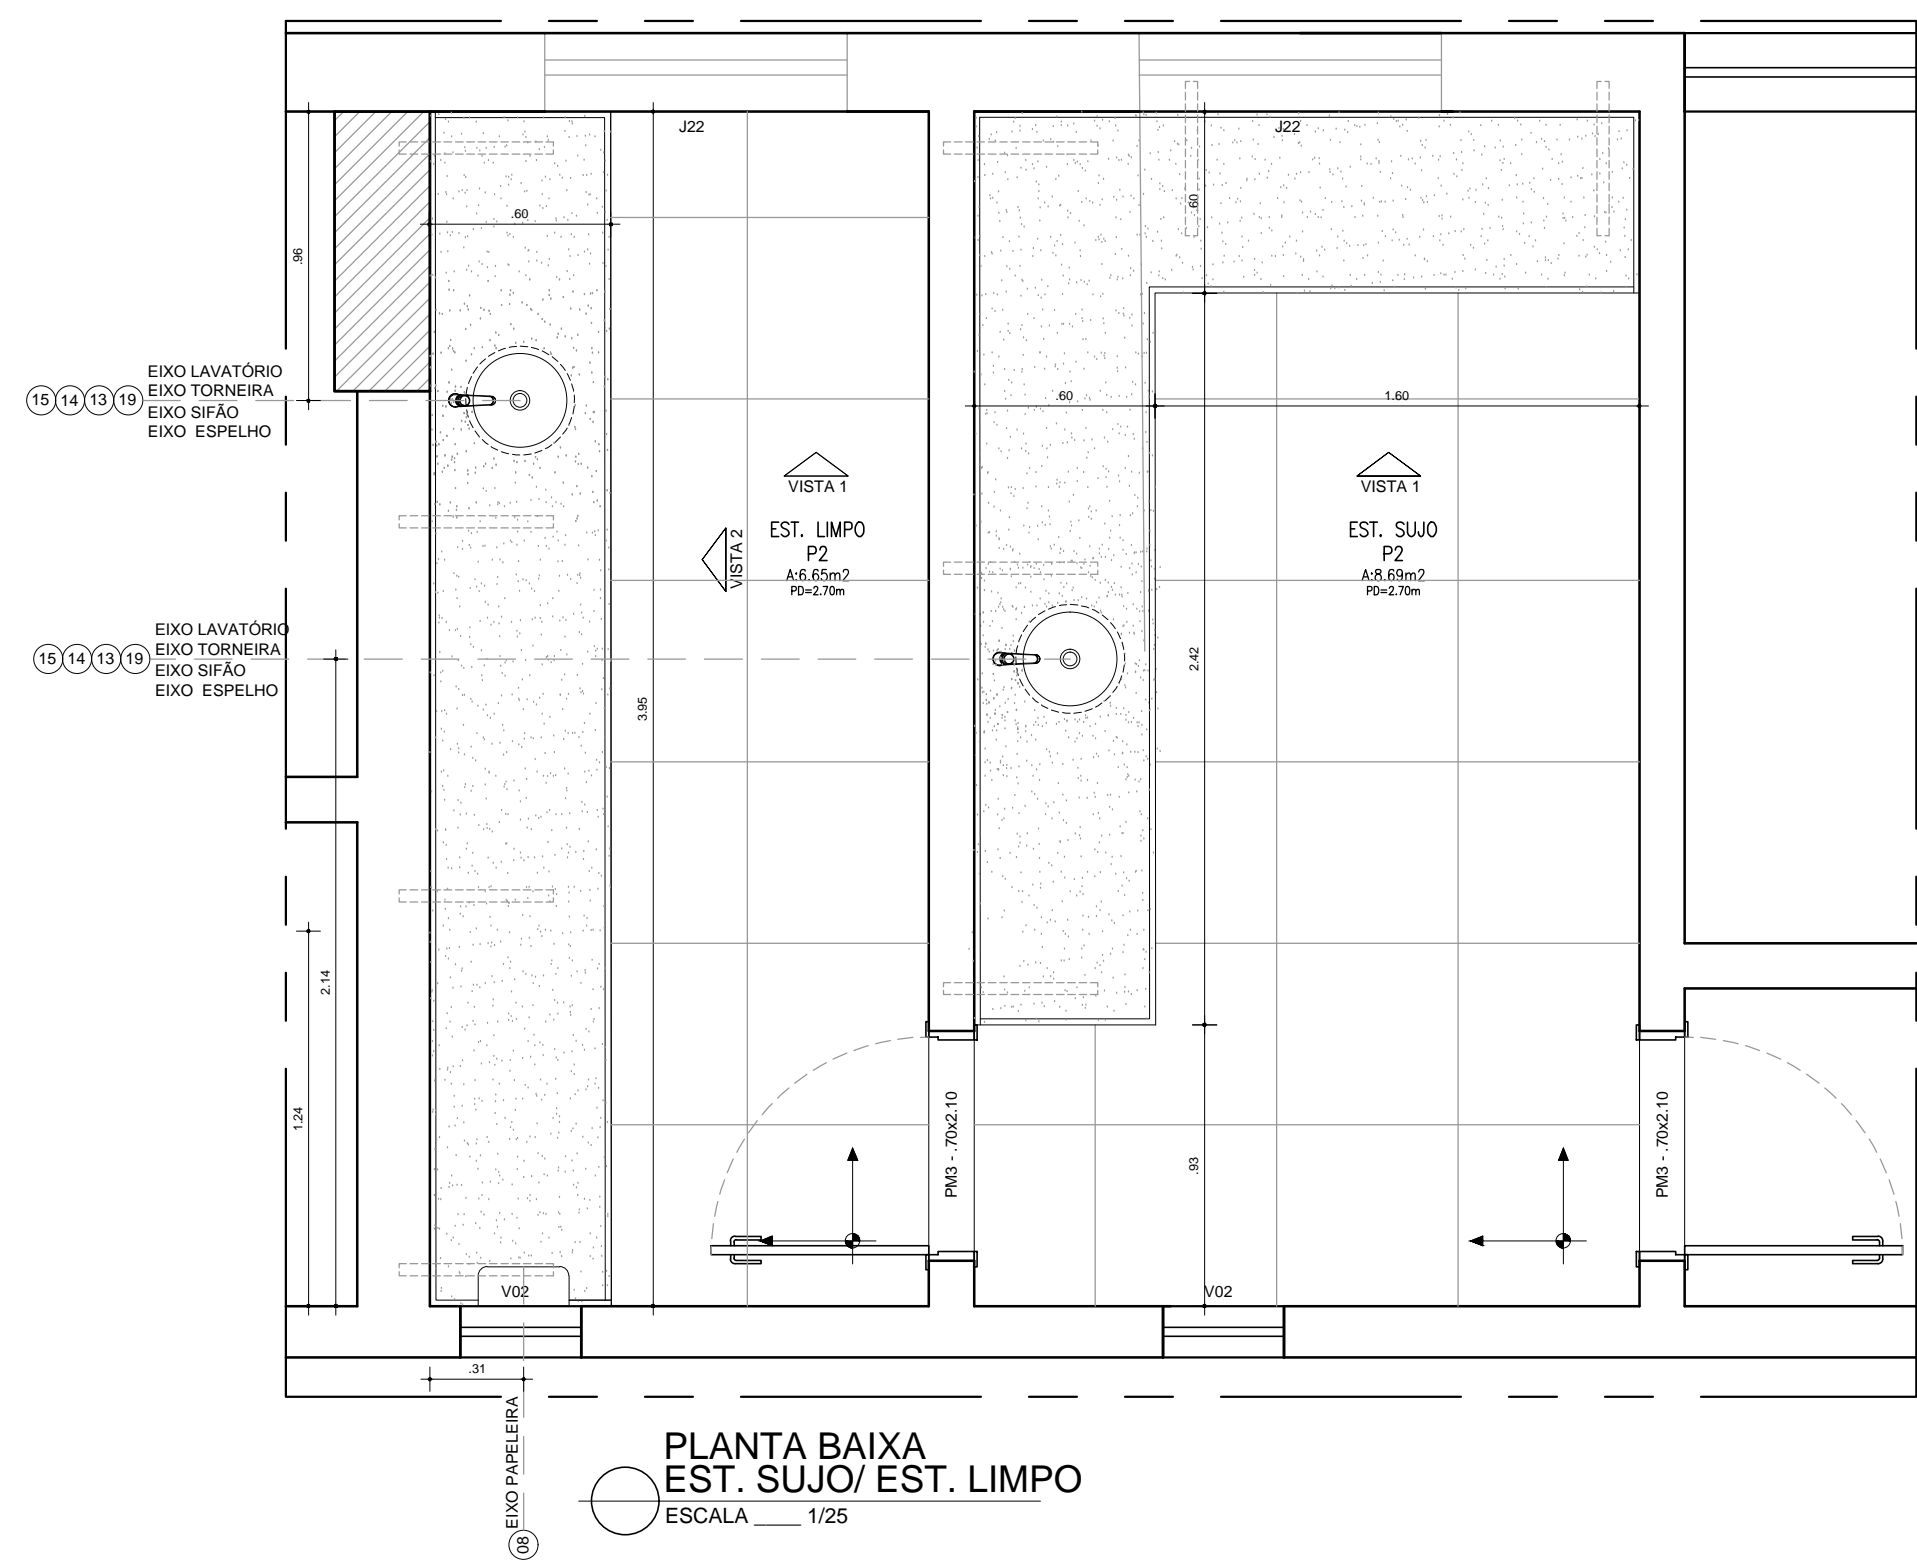 J22
J22
.60
.60
.96
EIXO LAVATÓRIO
EIXO TORNEIRA
EIXO SIFÃO
EIXO ESPELHO
15 14 13 19
.60
1.60
VISTA 1
VISTA 2
EST. LIMPO
P2
A:6.65m2
PD=2.70m
VISTA 1
EST. SUJO
P2
A:8.69m2
PD=2.70m
EIXO LAVATÓRIO
EIXO TORNEIRA
EIXO SIFÃO
EIXO ESPELHO
15 14 13 19
3.95
2.42
2.14
1.24
.93
PM3 - .70x2.10
PM3 - .70x2.10
V02
V02
.31
EIXO PAPELEIRA
08
PLANTA BAIXA
EST. SUJO/ EST. LIMPO
ESCALA ____ 1/25